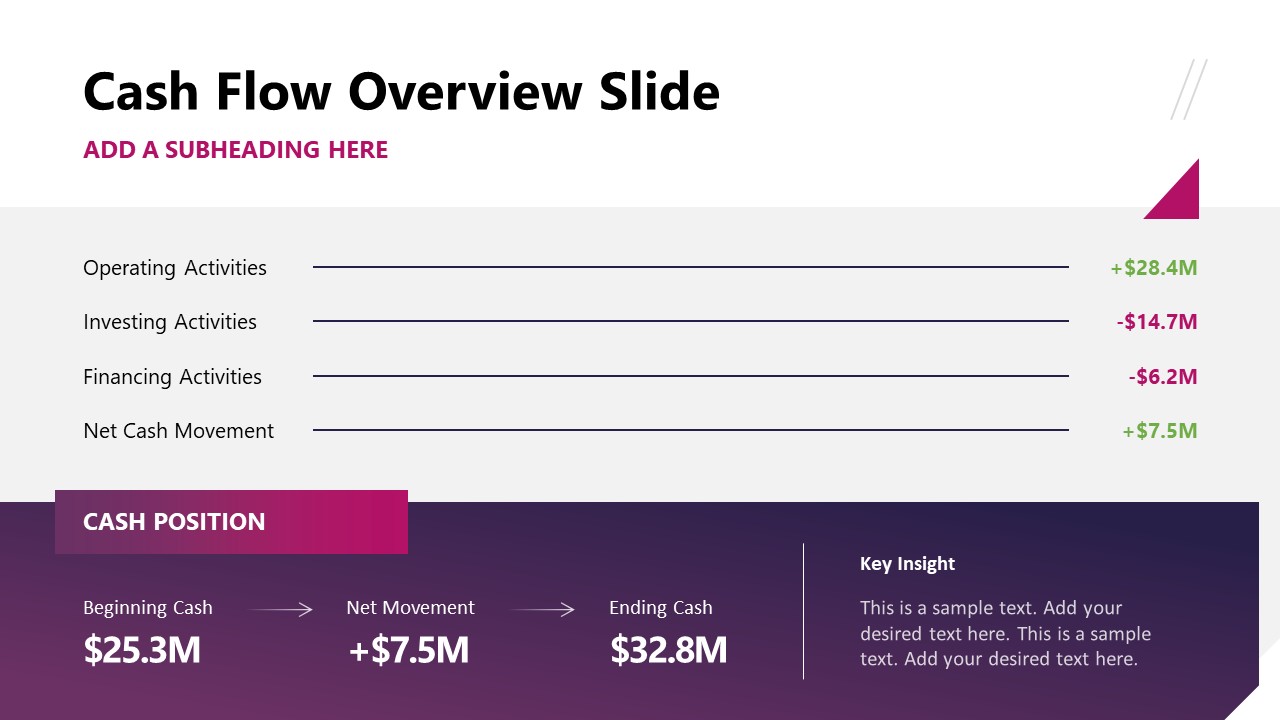 Cash Flow Overview Slide
ADD A SUBHEADING HERE
Operating Activities +$28.4M
Investing Activities -$14.7M
Financing Activities -$6.2M
Net Cash Movement +$7.5M
CASH POSITION
Beginning Cash
$25.3M
Net Movement
+$7.5M
Ending Cash
$32.8M
Key Insight
This is a sample text. Add your
desired text here. This is a sample
text. Add your desired text here.